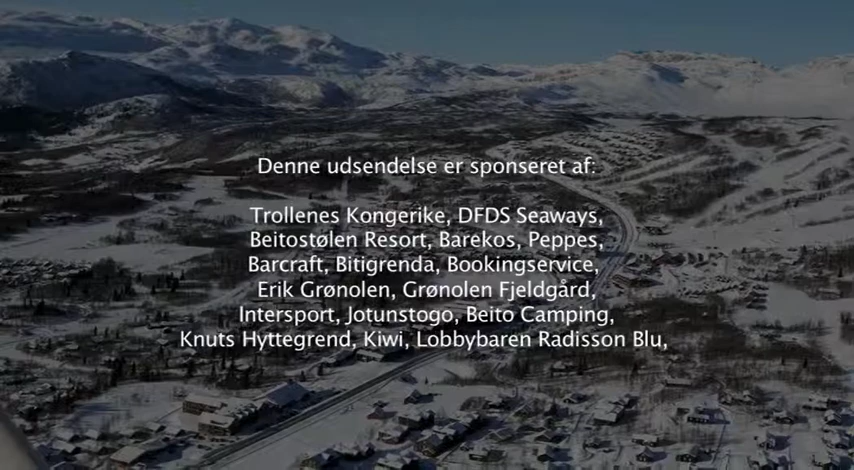 Denne udsendelse er sponseret af:
Trollenes Kongerike, DFDS Seaways,
Beitostølen Resort, Barekos, Peppes,
Barcraft, Bitigrenda, Bookingservice,
Erik Grønolen, Grønolen Fjeldgård,
Intersport, Jotunstogo, Beito Camping,
Knuts Hyttegrend, Kiwi, Lobbybaren Radisson Blu,